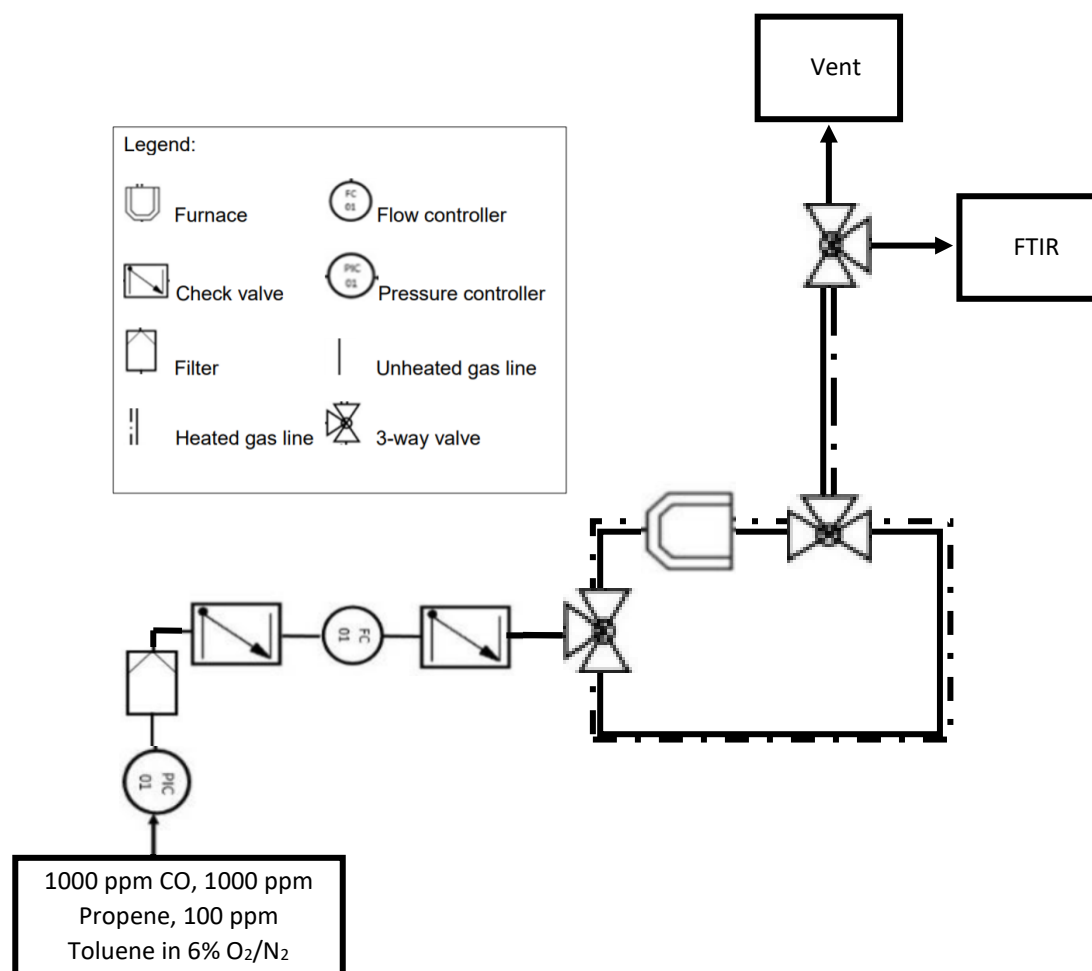 Vent
FTIR
Legend:
Furnace
FC
01
Flow controller
Check valve
PIC
01
Pressure controller
Filter
Unheated gas line
Heated gas line
3-way valve
FC
01
PIC
01
1000 ppm CO, 1000 ppm
Propene, 100 ppm
Toluene in 6% O₂/N₂